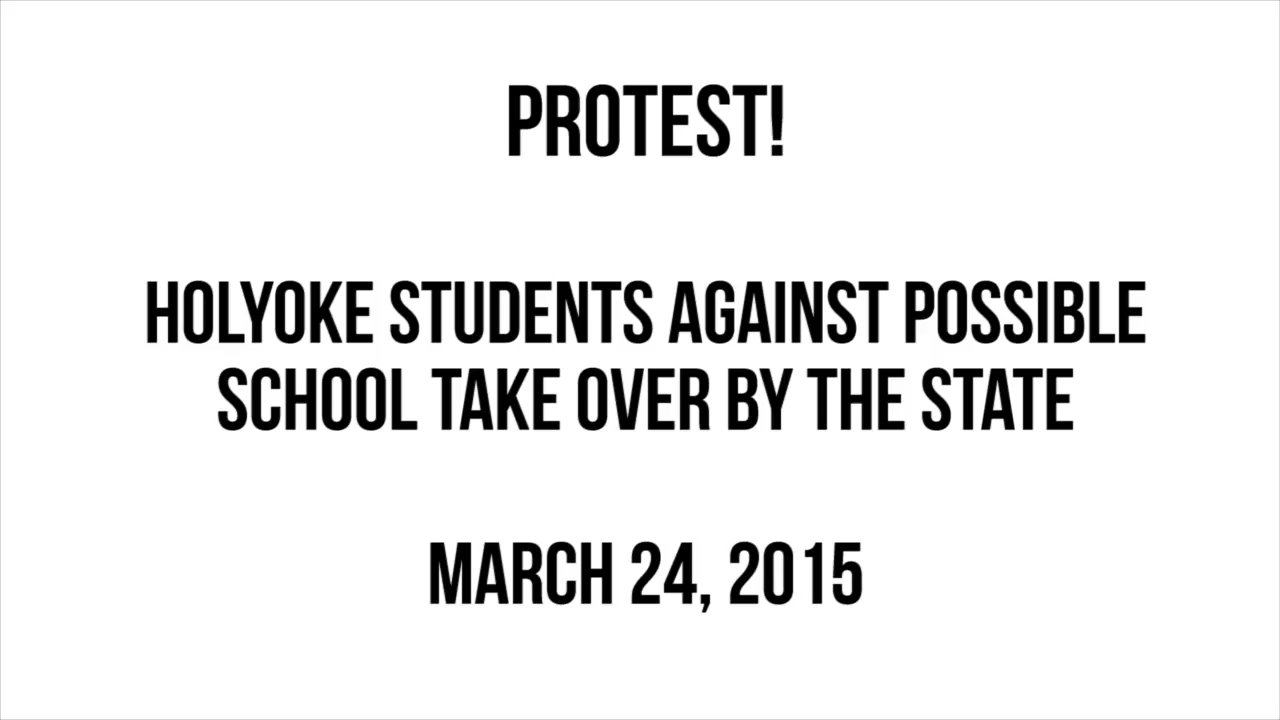 PROTEST!
HOLYOKE STUDENTS AGAINST POSSIBLE
SCHOOL TAKE OVER BY THE STATE
MARCH 24, 2015